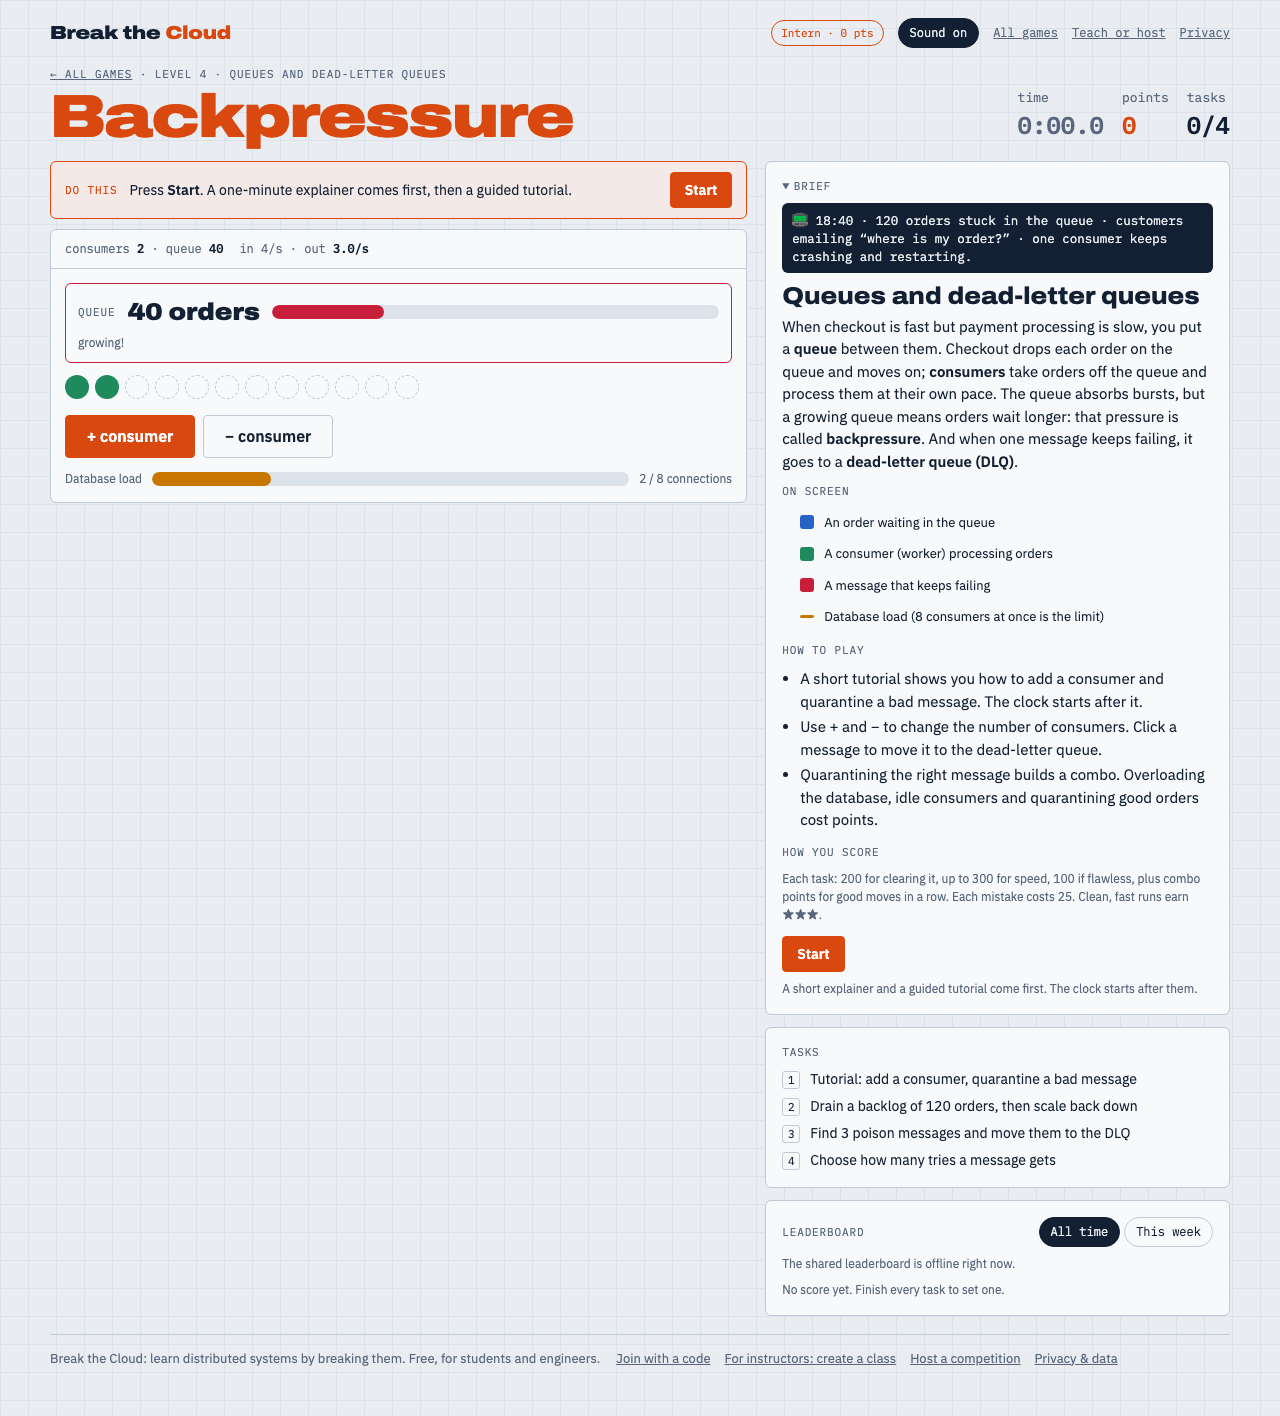 Break the Cloud
Intern · 0 pts
Sound on
All games
Teach or host
Privacy
← ALL GAMES · LEVEL 4 · QUEUES AND DEAD-LETTER QUEUES
Backpressure
time
0:00.0
points
0
tasks
0/4
DO THIS Press Start. A one-minute explainer comes first, then a guided tutorial.
Start
consumers 2 · queue 40 in 4/s · out 3.0/s
QUEUE 40 orders
growing!
+ consumer
− consumer
Database load
2 / 8 connections
▼ BRIEF
18:40 · 120 orders stuck in the queue · customers
emailing “where is my order?” · one consumer keeps
crashing and restarting.
Queues and dead-letter queues
When checkout is fast but payment processing is slow, you put
a queue between them. Checkout drops each order on the
queue and moves on; consumers take orders off the queue and
process them at their own pace. The queue absorbs bursts, but
a growing queue means orders wait longer: that pressure is
called backpressure. And when one message keeps failing, it
goes to a dead-letter queue (DLQ).
ON SCREEN
An order waiting in the queue
A consumer (worker) processing orders
A message that keeps failing
Database load (8 consumers at once is the limit)
HOW TO PLAY
• A short tutorial shows you how to add a consumer and
quarantine a bad message. The clock starts after it.
• Use + and − to change the number of consumers. Click a
message to move it to the dead-letter queue.
• Quarantining the right message builds a combo. Overloading
the database, idle consumers and quarantining good orders
cost points.
HOW YOU SCORE
Each task: 200 for clearing it, up to 300 for speed, 100 if flawless, plus combo
points for good moves in a row. Each mistake costs 25. Clean, fast runs earn
★★★.
Start
A short explainer and a guided tutorial come first. The clock starts after them.
TASKS
1 Tutorial: add a consumer, quarantine a bad message
2 Drain a backlog of 120 orders, then scale back down
3 Find 3 poison messages and move them to the DLQ
4 Choose how many tries a message gets
LEADERBOARD
All time
This week
The shared leaderboard is offline right now.
No score yet. Finish every task to set one.
Break the Cloud: learn distributed systems by breaking them. Free, for students and engineers.
Join with a code
For instructors: create a class
Host a competition
Privacy & data